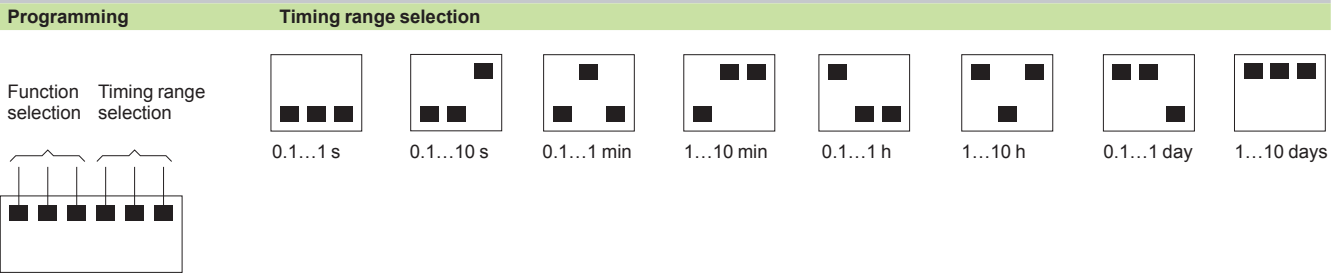 Programming Timing range selection
Function Timing range
selection selection
0.1…1 s 0.1…10 s 0.1…1 min 1…10 min 0.1…1 h 1…10 h 0.1…1 day 1…10 days